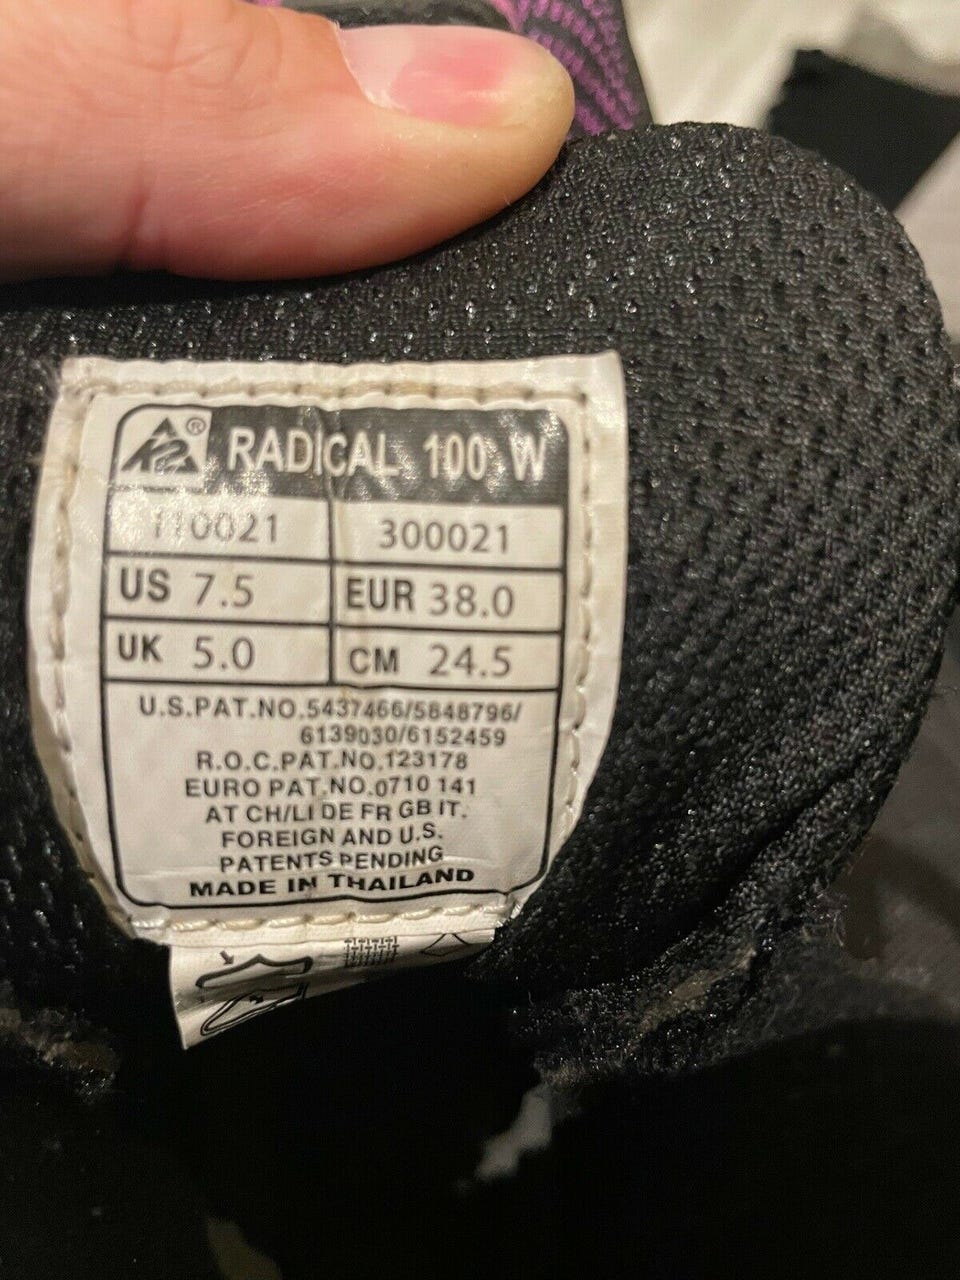 K2® RADICAL 100 W
110021 300021
US 7.5 EUR 38.0
UK 5.0 CM 24.5
U.S.PAT.NO.5437466/5848796/
6139030/6152459
R.O.C.PAT.NO.123178
EURO PAT.NO.0710 141
AT CH/LI DE FR GB IT.
FOREIGN AND U.S.
PATENTS PENDING
MADE IN THAILAND